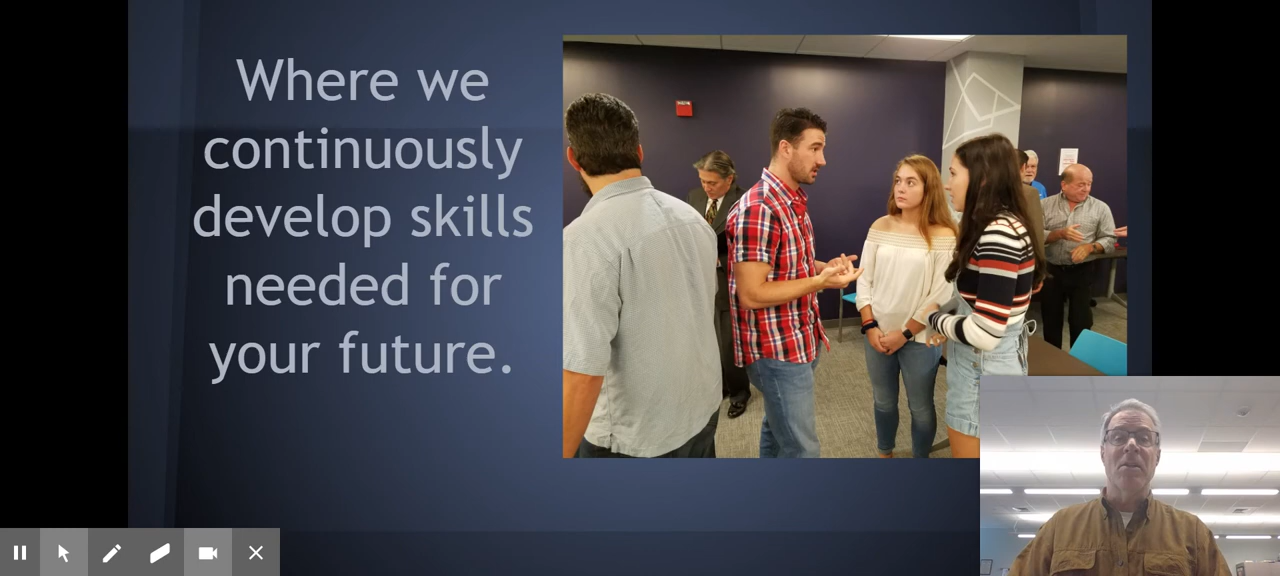 Where we
continuously
develop skills
needed for
your future.